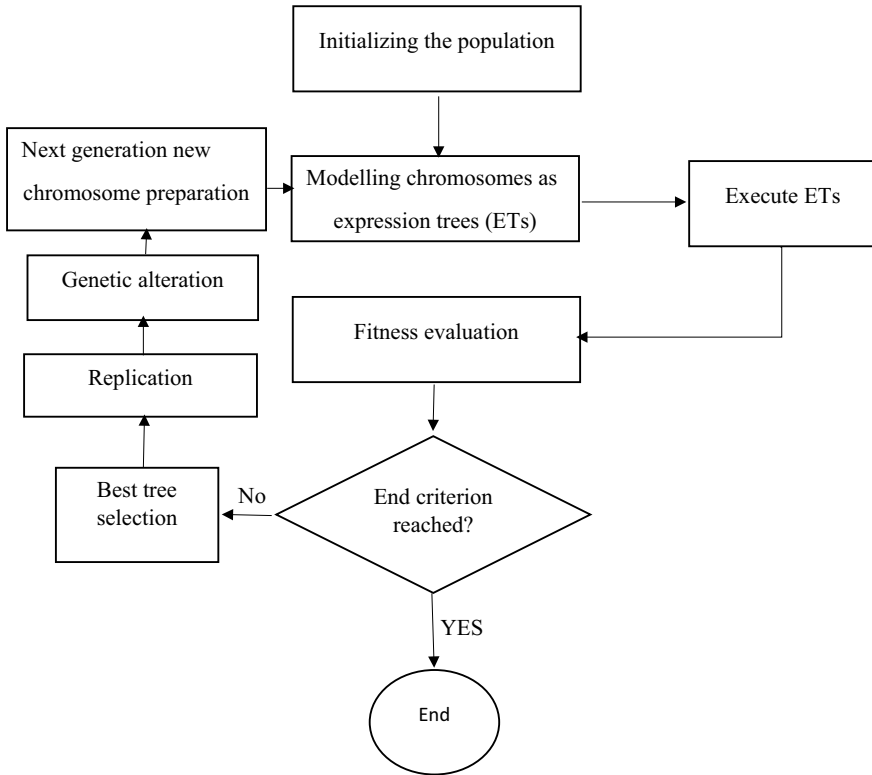 Initializing the population
Next generation new
chromosome preparation
Modelling chromosomes as
expression trees (ETs)
Execute ETs
Genetic alteration
Fitness evaluation
Replication
Best tree
selection
No
End criterion
reached?
YES
End